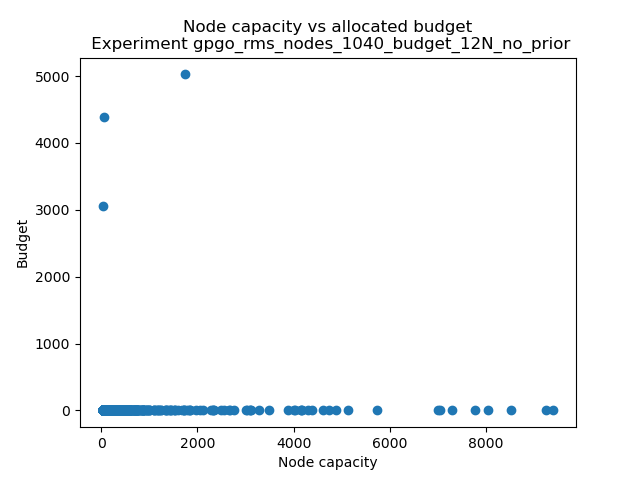 Node capacity vs allocated budget
Experiment gpgo_rms_nodes_1040_budget_12N_no_prior
5000
4000
3000
2000
1000
0
Budget
0 2000 4000 6000 8000
Node capacity